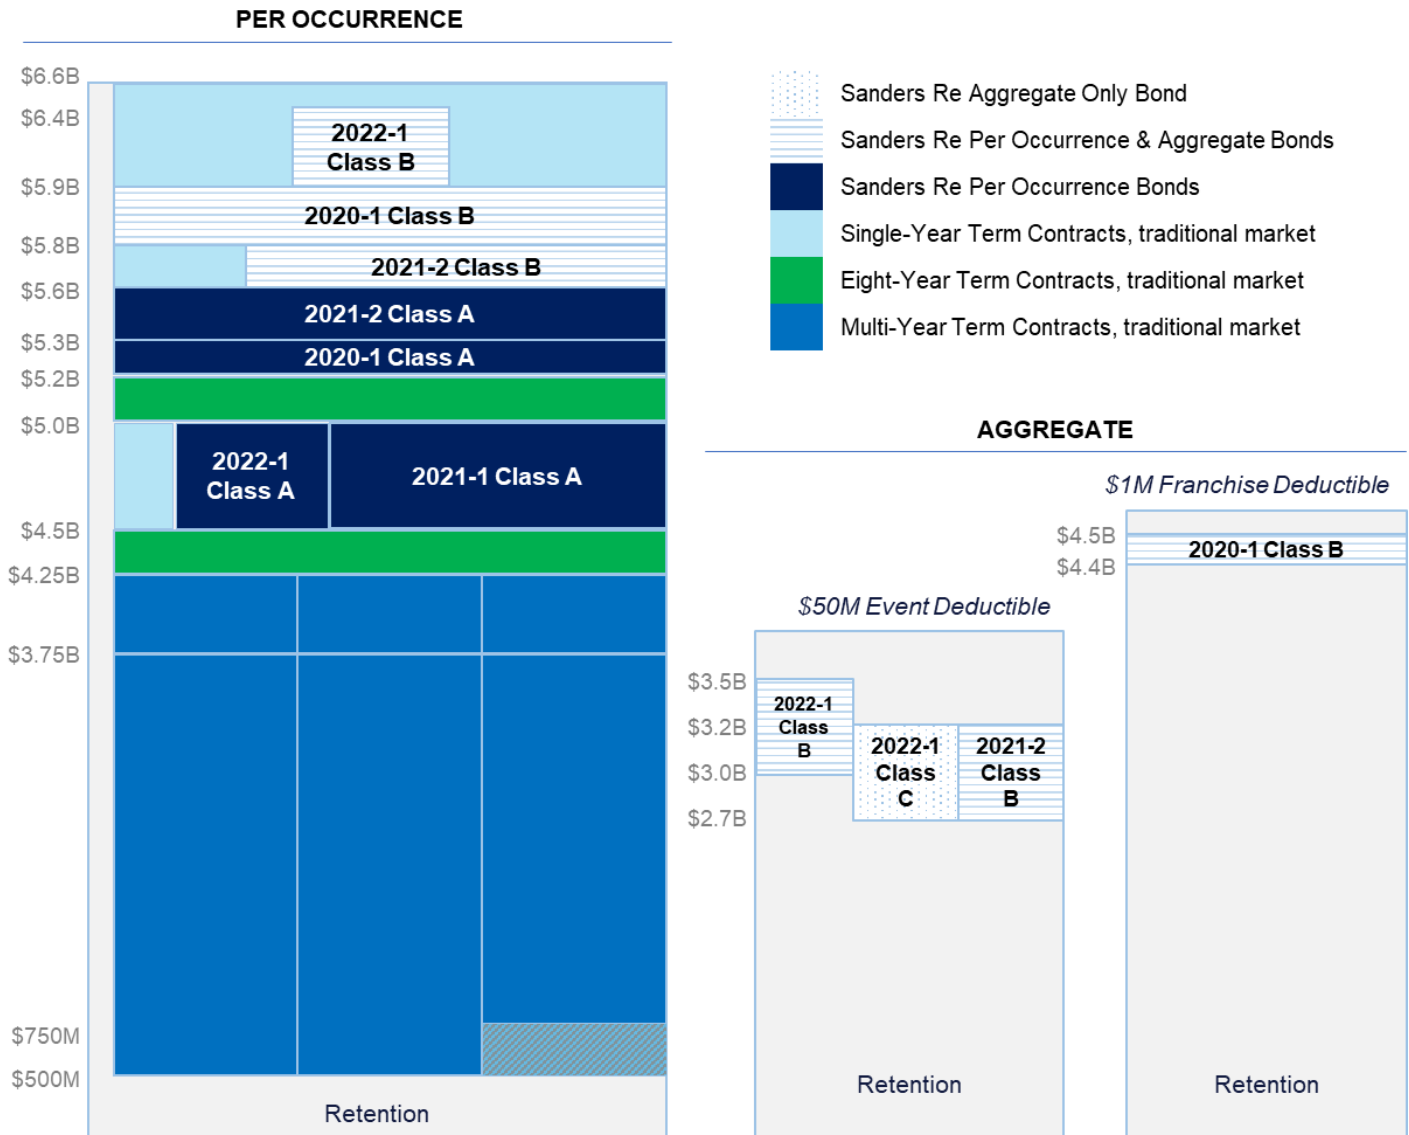 PER OCCURRENCE
$6.6B
$6.4B
2022-1
Class B
$5.9B
2020-1 Class B
$5.8B
2021-2 Class B
$5.6B
2021-2 Class A
$5.3B
2020-1 Class A
$5.2B
$5.0B
2022-1
Class A
2021-1 Class A
$4.5B
$4.25B
$3.75B
$750M
$500M
Retention
Sanders Re Aggregate Only Bond
Sanders Re Per Occurrence & Aggregate Bonds
Sanders Re Per Occurrence Bonds
Single-Year Term Contracts, traditional market
Eight-Year Term Contracts, traditional market
Multi-Year Term Contracts, traditional market
AGGREGATE
$50M Event Deductible
$3.5B
2022-1
Class
B
$3.2B
2022-1
Class
C
2021-2
Class
B
$3.0B
$2.7B
Retention
$1M Franchise Deductible
$4.5B
2020-1 Class B
$4.4B
Retention